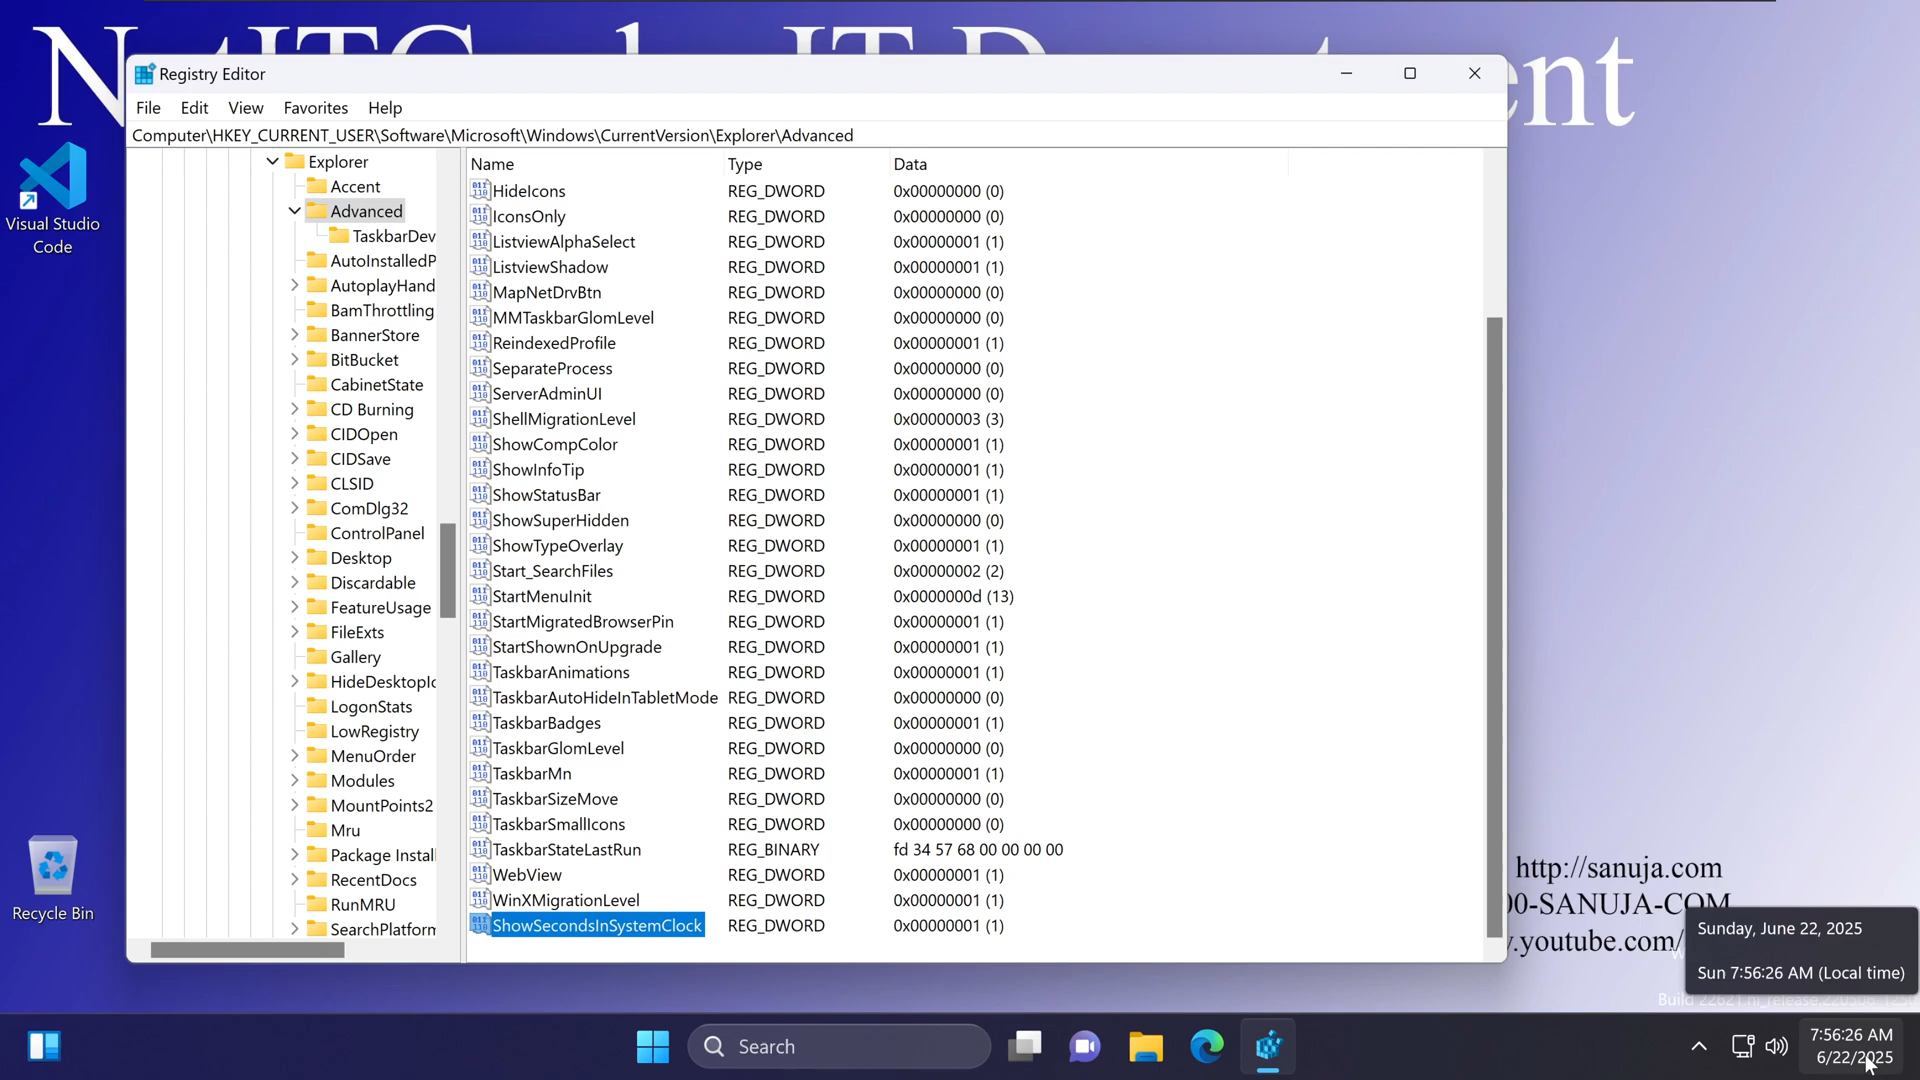 Registry Editor
File Edit View Favorites Help
Computer\HKEY_CURRENT_USER\Software\Microsoft\Windows\CurrentVersion\Explorer\Advanced
Visual Studio
Code
Recycle Bin
Explorer
Accent
Advanced
TaskbarDev
AutoInstalledP
AutoplayHand
BamThrottling
BannerStore
BitBucket
CabinetState
CD Burning
CIDOpen
CIDSave
CLSID
ComDlg32
ControlPanel
Desktop
Discardable
FeatureUsage
FileExts
Gallery
HideDesktopIc
LogonStats
LowRegistry
MenuOrder
Modules
MountPoints2
Mru
Package Install
RecentDocs
RunMRU
SearchPlatform
Name Type Data
HideIcons REG_DWORD 0x00000000 (0)
IconsOnly REG_DWORD 0x00000000 (0)
ListviewAlphaSelect REG_DWORD 0x00000001 (1)
ListviewShadow REG_DWORD 0x00000001 (1)
MapNetDrvBtn REG_DWORD 0x00000000 (0)
MMTaskbarGlomLevel REG_DWORD 0x00000000 (0)
ReindexedProfile REG_DWORD 0x00000001 (1)
SeparateProcess REG_DWORD 0x00000000 (0)
ServerAdminUI REG_DWORD 0x00000000 (0)
ShellMigrationLevel REG_DWORD 0x00000003 (3)
ShowCompColor REG_DWORD 0x00000001 (1)
ShowInfoTip REG_DWORD 0x00000001 (1)
ShowStatusBar REG_DWORD 0x00000001 (1)
ShowSuperHidden REG_DWORD 0x00000000 (0)
ShowTypeOverlay REG_DWORD 0x00000001 (1)
Start_SearchFiles REG_DWORD 0x00000002 (2)
StartMenuInit REG_DWORD 0x0000000d (13)
StartMigratedBrowserPin REG_DWORD 0x00000001 (1)
StartShownOnUpgrade REG_DWORD 0x00000001 (1)
TaskbarAnimations REG_DWORD 0x00000001 (1)
TaskbarAutoHideInTabletMode REG_DWORD 0x00000000 (0)
TaskbarBadges REG_DWORD 0x00000001 (1)
TaskbarGlomLevel REG_DWORD 0x00000000 (0)
TaskbarMn REG_DWORD 0x00000001 (1)
TaskbarSizeMove REG_DWORD 0x00000000 (0)
TaskbarSmallIcons REG_DWORD 0x00000000 (0)
TaskbarStateLastRun REG_BINARY fd 34 57 68 00 00 00 00
WebView REG_DWORD 0x00000001 (1)
WinXMigrationLevel REG_DWORD 0x00000001 (1)
ShowSecondsInSystemClock REG_DWORD 0x00000001 (1)
http://sanuja.com
00-SANUJA-COM
.youtube.com/
Sunday, June 22, 2025
Sun 7:56:26 AM (Local time)
Search
7:56:26 AM
6/22/2025